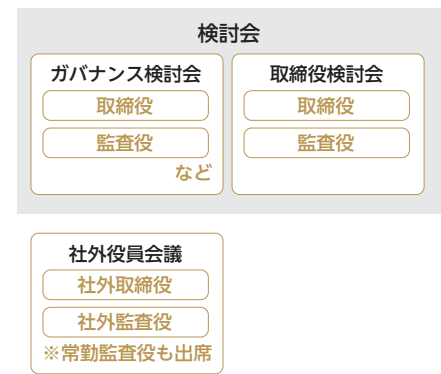 検討会
ガバナンス検討会
取締役
監査役
など
取締役検討会
取締役
監査役
社外役員会議
社外取締役
社外監査役
※常勤監査役も出席